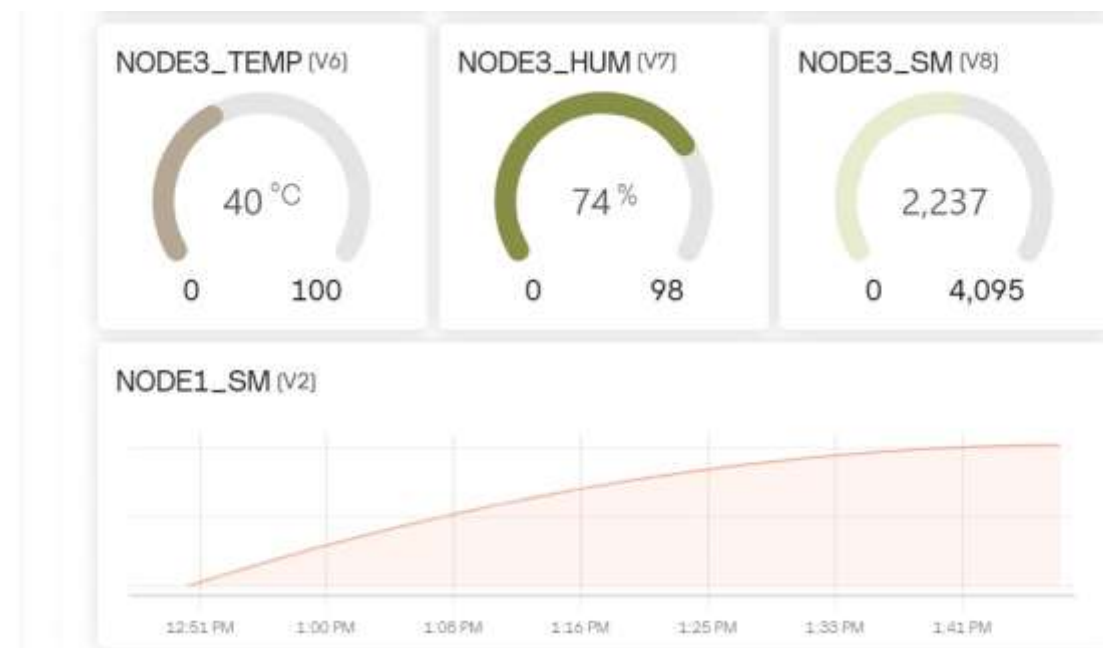 NODE3_TEMP (V6)
NODE3_HUM (V7)
NODE3_SM (V8)
40 °C
74 %
2,237
0 100
0 98
0 4,095
NODE1_SM (V2)
12:51 PM 1:00 PM 1:08 PM 1:16 PM 1:25 PM 1:33 PM 1:41 PM